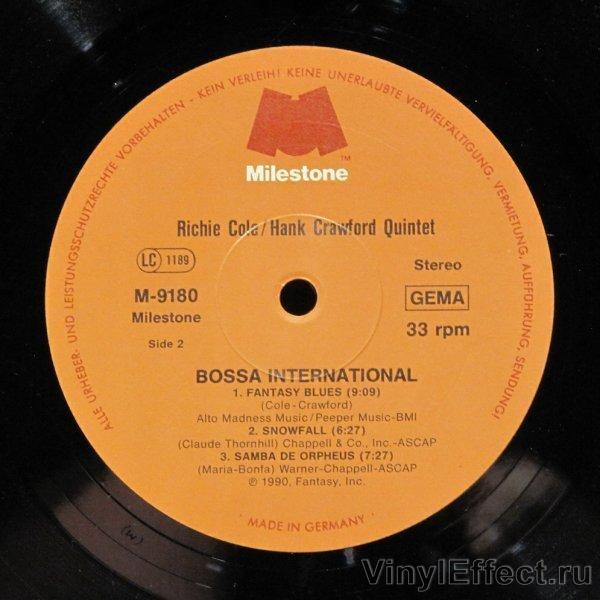 ALLE URHEBER- UND LEISTUNGSSCHUTZRECHTE VORBEHALTEN - KEIN VERLEIH! KEINE UNERLAUBTE VERVIELFÄLTIGUNG, VERMIETUNG, AUFFÜHRUNG, SENDUNG!
TM
Milestone
Richie Cole/Hank Crawford Quintet
LC 1189
Stereo
M-9180
GEMA
Milestone
33 rpm
Side 2
BOSSA INTERNATIONAL
1. FANTASY BLUES (9:09)
(Cole-Crawford)
Alto Madness Music/Peeper Music-BMI
2. SNOWFALL (6:27)
(Claude Thornhill) Chappell & Co., Inc.-ASCAP
3. SAMBA DE ORPHEUS (7:27)
(Maria-Bonfa) Warner-Chappell-ASCAP
℗ 1990, Fantasy, Inc.
(W)
· MADE IN GERMANY ·
VinylEffect.ru